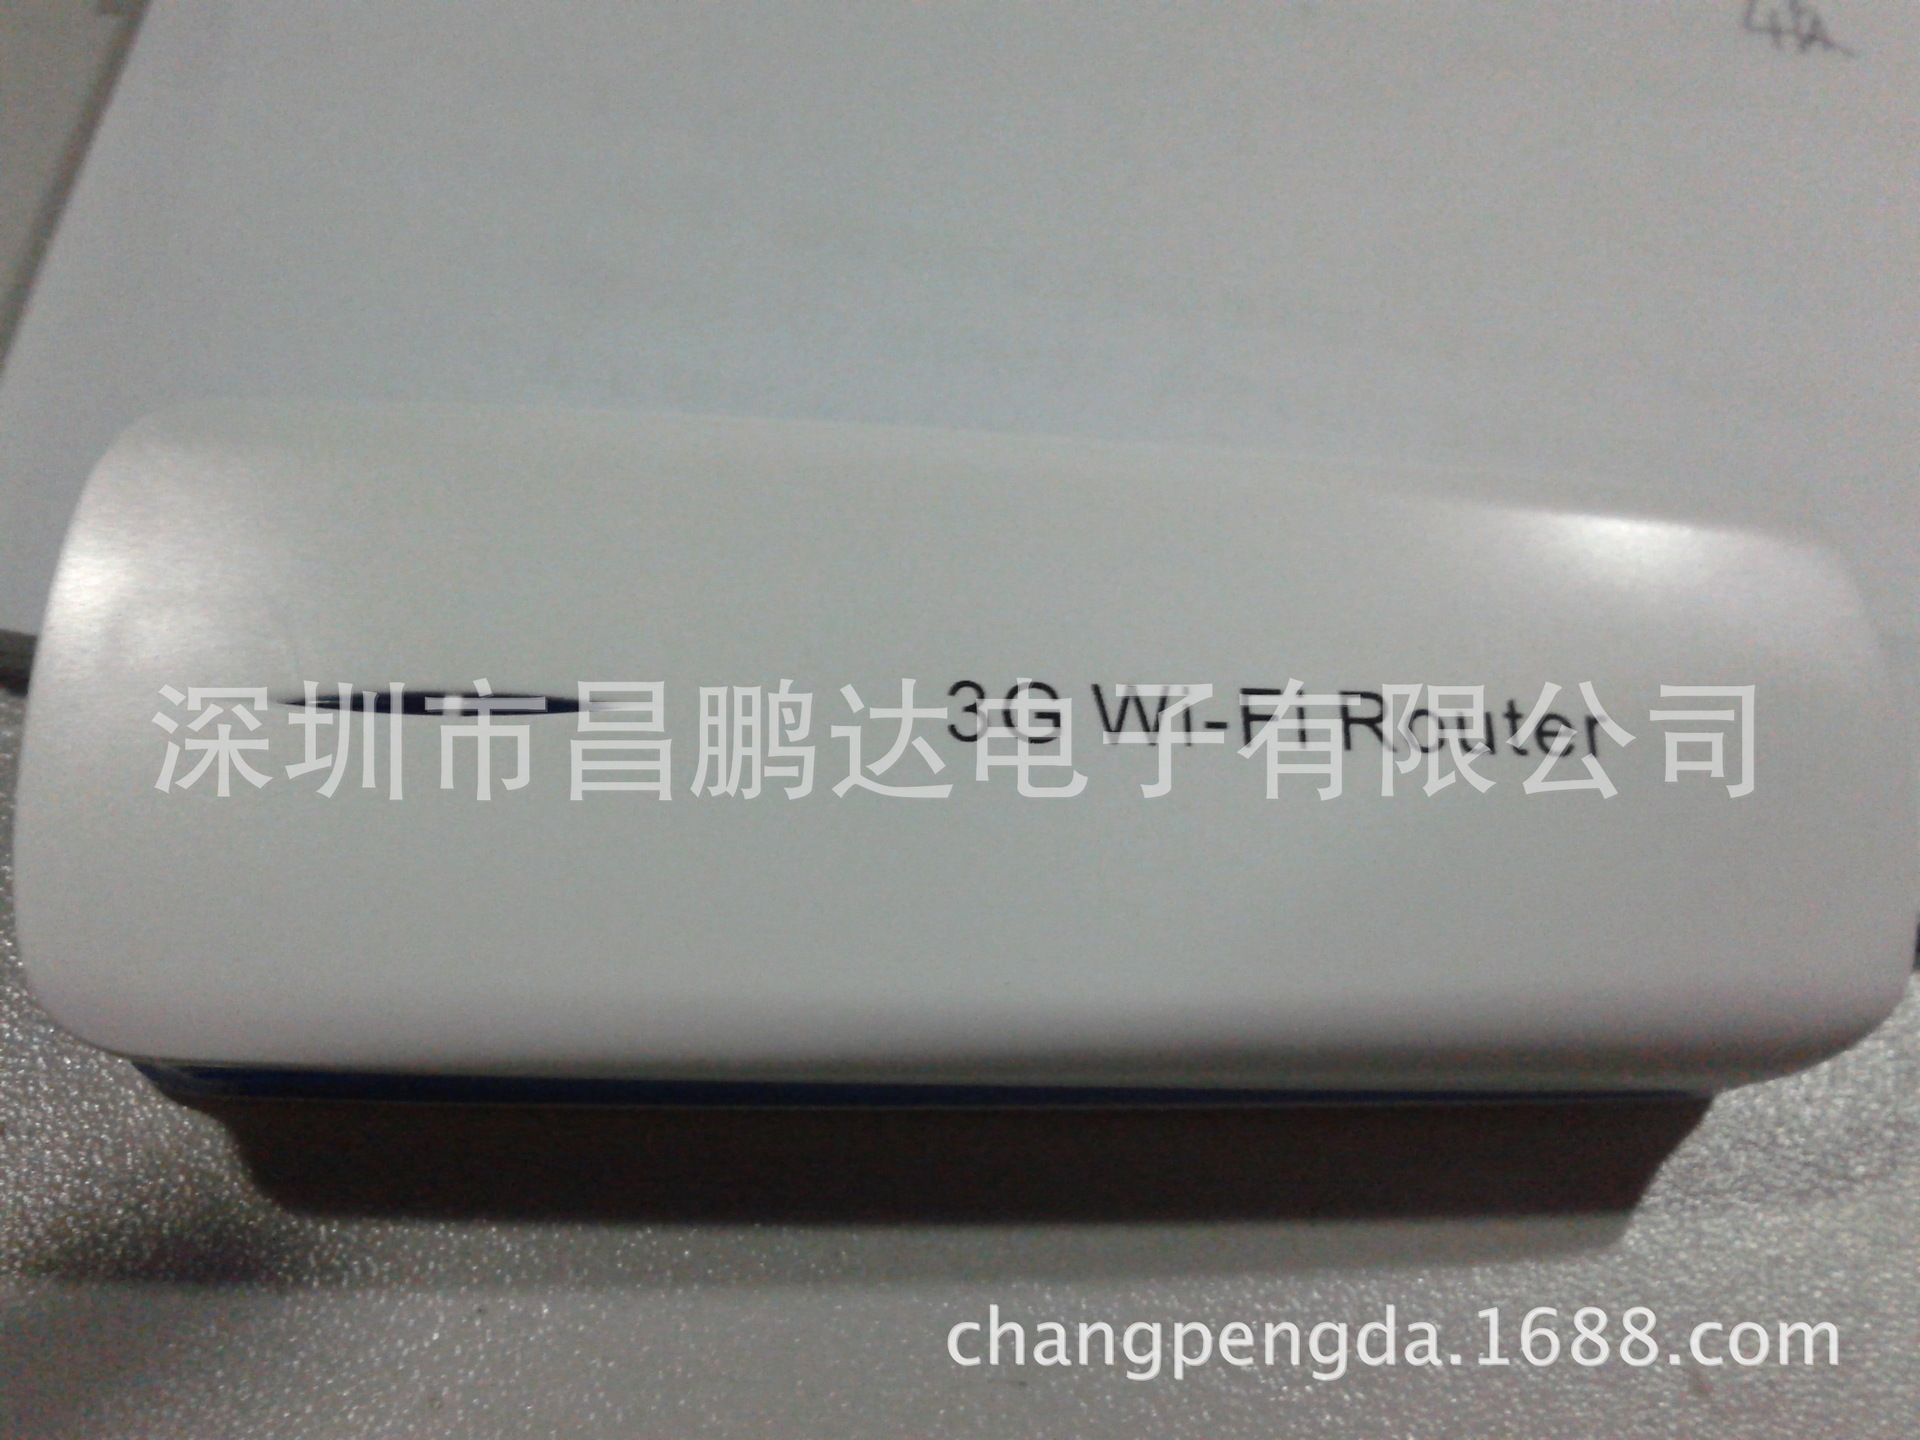 深圳市昌鹏达电子有限公司
3G Wi-Fi Router
changpengda.1688.com